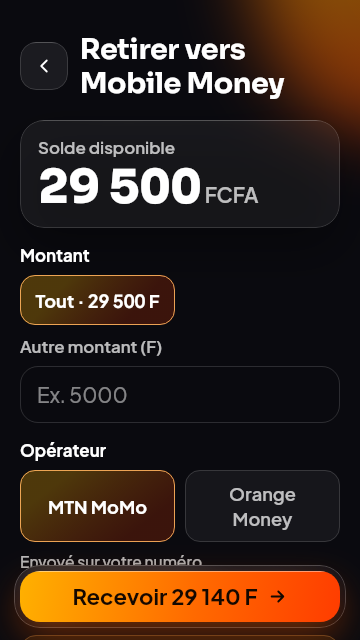 Retirer vers
Mobile Money
Solde disponible
29 500 FCFA
Montant
Tout · 29 500 F
Autre montant (F)
Ex. 5000
Opérateur
MTN MoMo
Orange
Money
Envoyé sur votre numéro
Recevoir 29 140 F →